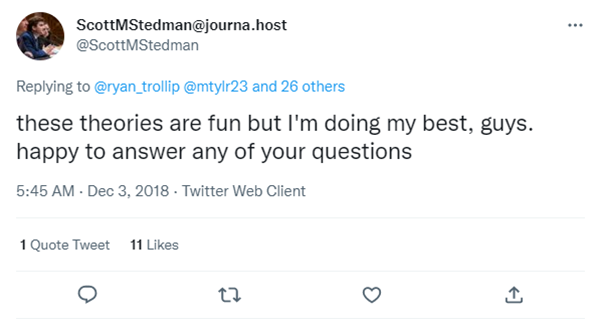 ScottMStedman@journa.host
@ScottMStedman
Replying to @ryan_trollip @mtylr23 and 26 others
these theories are fun but I'm doing my best, guys.
happy to answer any of your questions
5:45 AM · Dec 3, 2018 · Twitter Web Client
1 Quote Tweet 11 Likes